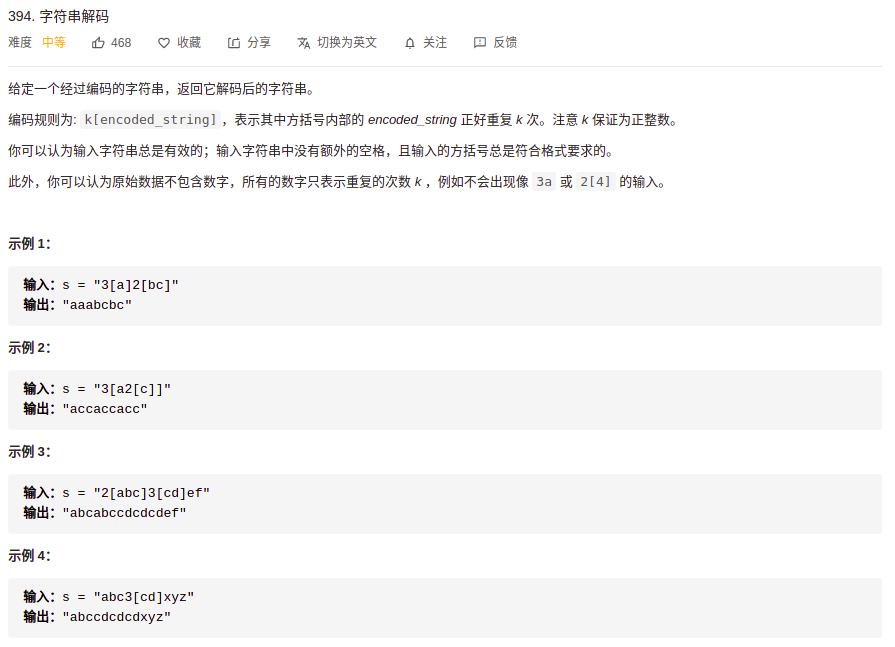 394. 字符串解码
难度 中等 468 收藏 分享 切换为英文 关注 反馈
给定一个经过编码的字符串，返回它解码后的字符串。
编码规则为: k[encoded_string]，表示其中方括号内部的 encoded_string 正好重复 k 次。注意 k 保证为正整数。
你可以认为输入字符串总是有效的；输入字符串中没有额外的空格，且输入的方括号总是符合格式要求的。
此外，你可以认为原始数据不包含数字，所有的数字只表示重复的次数 k ，例如不会出现像 3a 或 2[4] 的输入。
示例 1：
输入：s = "3[a]2[bc]"
输出："aaabcbc"
示例 2：
输入：s = "3[a2[c]]"
输出："accaccacc"
示例 3：
输入：s = "2[abc]3[cd]ef"
输出："abcabccdcdcdef"
示例 4：
输入：s = "abc3[cd]xyz"
输出："abccdcdcdxyz"